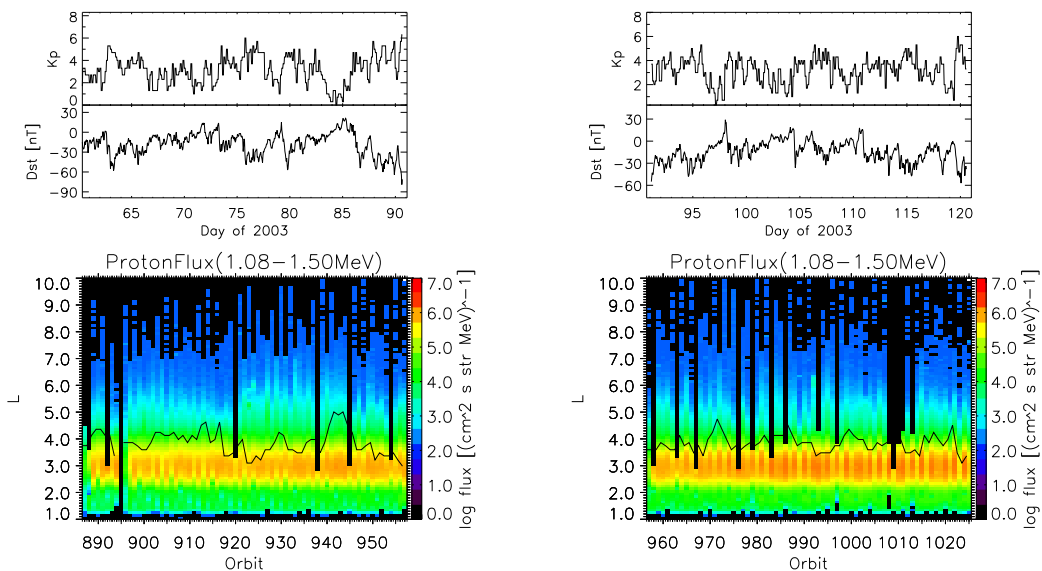 8
6
4
2
Kp
30
0
−30
−60
−90
Dst [nT]
65 70 75 80 85 90
Day of 2003
ProtonFlux(1.08−1.50MeV)
10.0
9.0
8.0
7.0
6.0
5.0
4.0
3.0
2.0
1.0
L
890 900 910 920 930 940 950
Orbit
7.0
6.0
5.0
4.0
3.0
2.0
1.0
0.0
log flux [(cm^2 s str MeV)^−1]
8
6
4
2
Kp
30
0
−30
−60
Dst [nT]
95 100 105 110 115 120
Day of 2003
ProtonFlux(1.08−1.50MeV)
10.0
9.0
8.0
7.0
6.0
5.0
4.0
3.0
2.0
1.0
L
960 970 980 990 1000 1010 1020
Orbit
7.0
6.0
5.0
4.0
3.0
2.0
1.0
0.0
log flux [(cm^2 s str MeV)^−1]